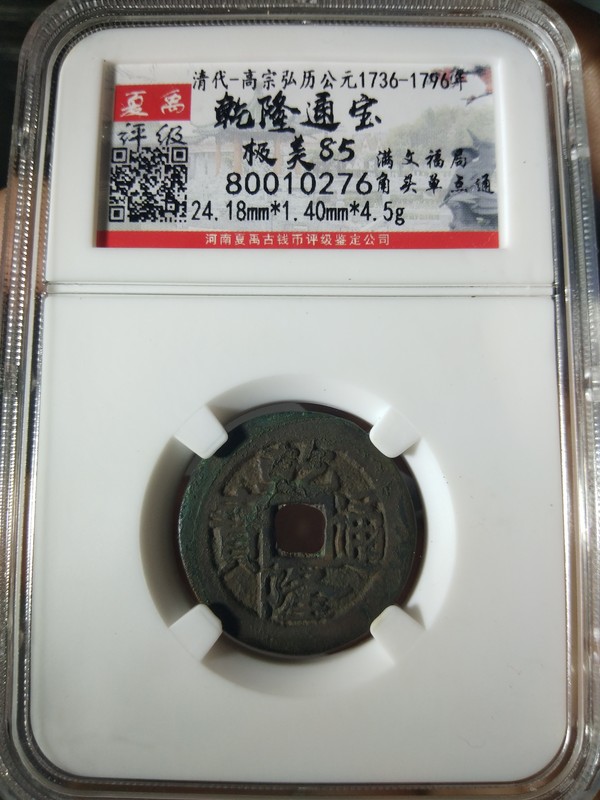 清代-高宗弘历公元1736-1796年
夏禹
评级
乾隆通宝
极美85
满文福局
80010276
角头单点通
24.18mm*1.40mm*4.5g
河南夏禹古钱币评级鉴定公司
乾隆通寳